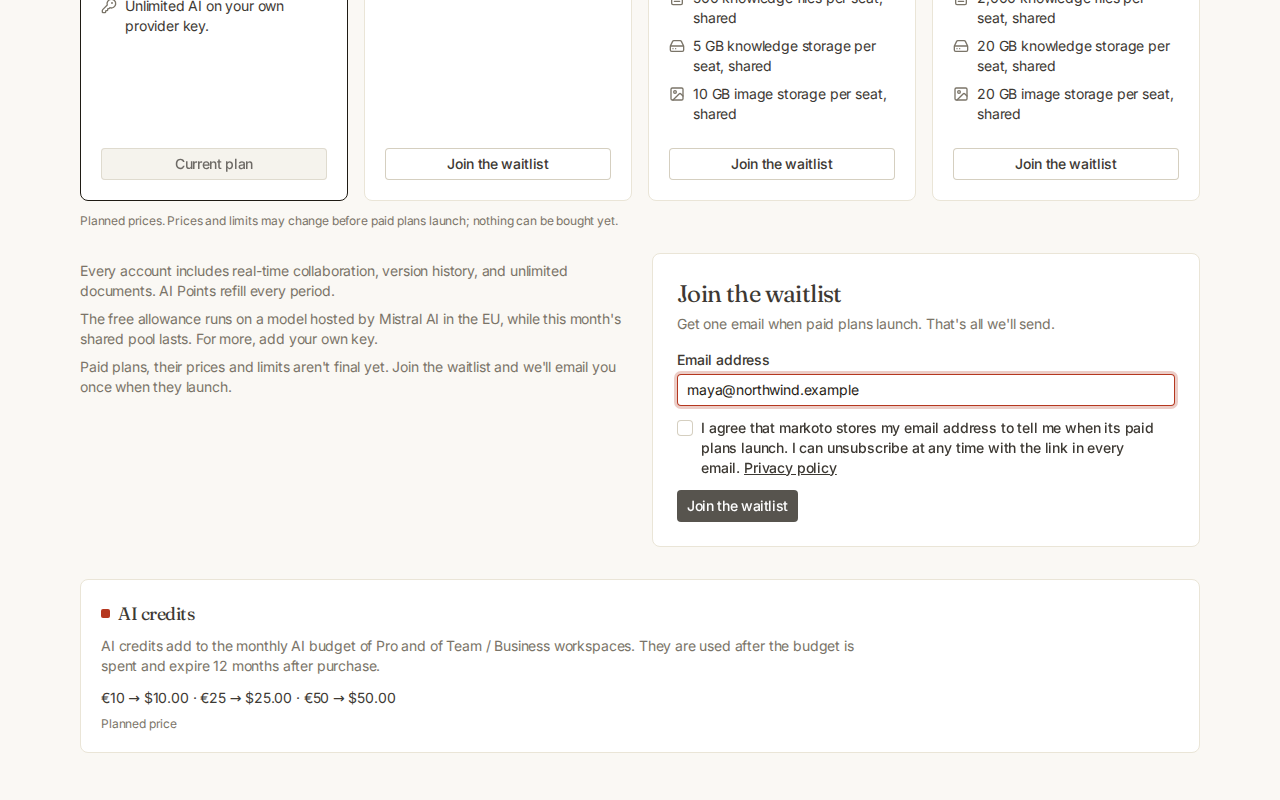 Unlimited AI on your own
provider key.
Current plan
Join the waitlist
seat, shared
5 GB knowledge storage per
seat, shared
10 GB image storage per seat,
shared
Join the waitlist
seat, shared
20 GB knowledge storage per
seat, shared
20 GB image storage per seat,
shared
Join the waitlist
Planned prices. Prices and limits may change before paid plans launch; nothing can be bought yet.
Every account includes real-time collaboration, version history, and unlimited
documents. AI Points refill every period.
The free allowance runs on a model hosted by Mistral AI in the EU, while this month's
shared pool lasts. For more, add your own key.
Paid plans, their prices and limits aren't final yet. Join the waitlist and we'll email you
once when they launch.
Join the waitlist
Get one email when paid plans launch. That's all we'll send.
Email address
maya@northwind.example
I agree that markoto stores my email address to tell me when its paid
plans launch. I can unsubscribe at any time with the link in every
email. Privacy policy
Join the waitlist
AI credits
AI credits add to the monthly AI budget of Pro and of Team / Business workspaces. They are used after the budget is
spent and expire 12 months after purchase.
€10 → $10.00 · €25 → $25.00 · €50 → $50.00
Planned price